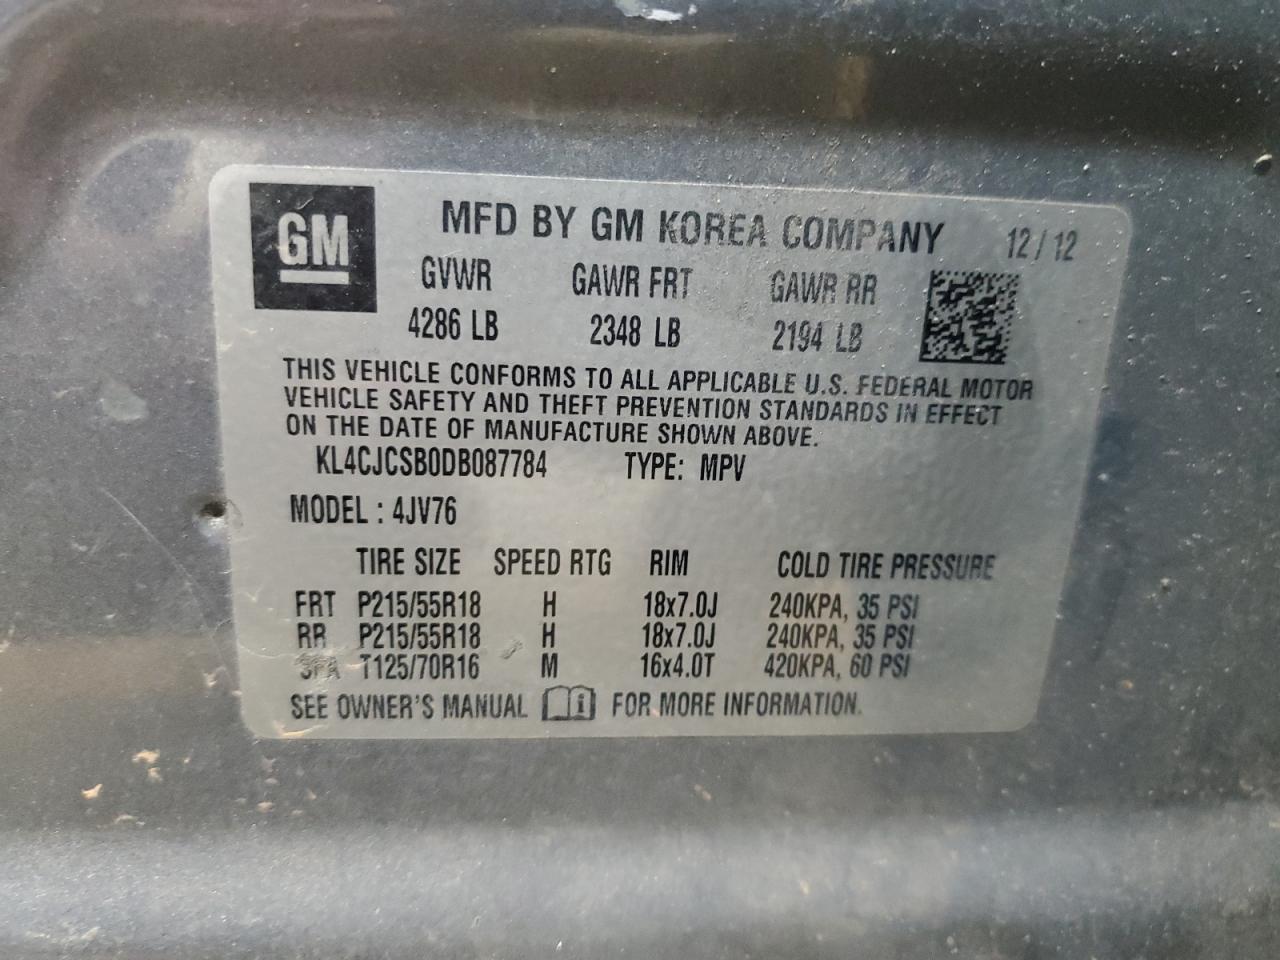 GM
MFD BY GM KOREA COMPANY 12/12
GVWR GAWR FRT GAWR RR
4286 LB 2348 LB 2194 LB
THIS VEHICLE CONFORMS TO ALL APPLICABLE U.S. FEDERAL MOTOR
VEHICLE SAFETY AND THEFT PREVENTION STANDARDS IN EFFECT
ON THE DATE OF MANUFACTURE SHOWN ABOVE.
KL4CJCSB0DB087784 TYPE: MPV
MODEL : 4JV76
TIRE SIZE SPEED RTG RIM COLD TIRE PRESSURE
FRT P215/55R18 H 18x7.0J 240KPA, 35 PSI
RR P215/55R18 H 18x7.0J 240KPA, 35 PSI
SPA T125/70R16 M 16x4.0T 420KPA, 60 PSI
SEE OWNER'S MANUAL i FOR MORE INFORMATION.